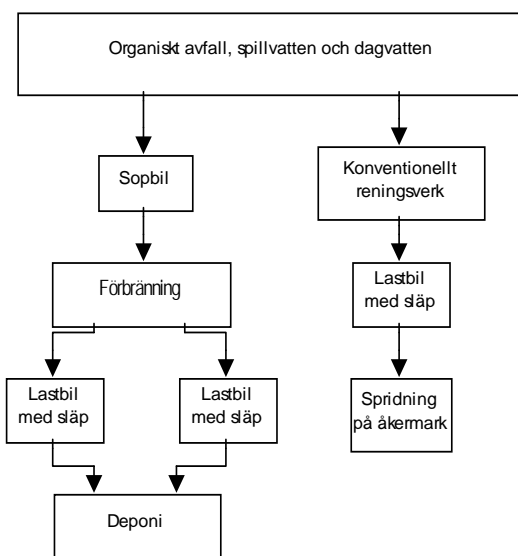 Organiskt avfall, spillvatten och dagvatten
Sopbil
Konventionellt
reningsverk
Förbränning
Lastbil
med släp
Lastbil
med släp
Lastbil
med släp
Spridning
på åkermark
Deponi